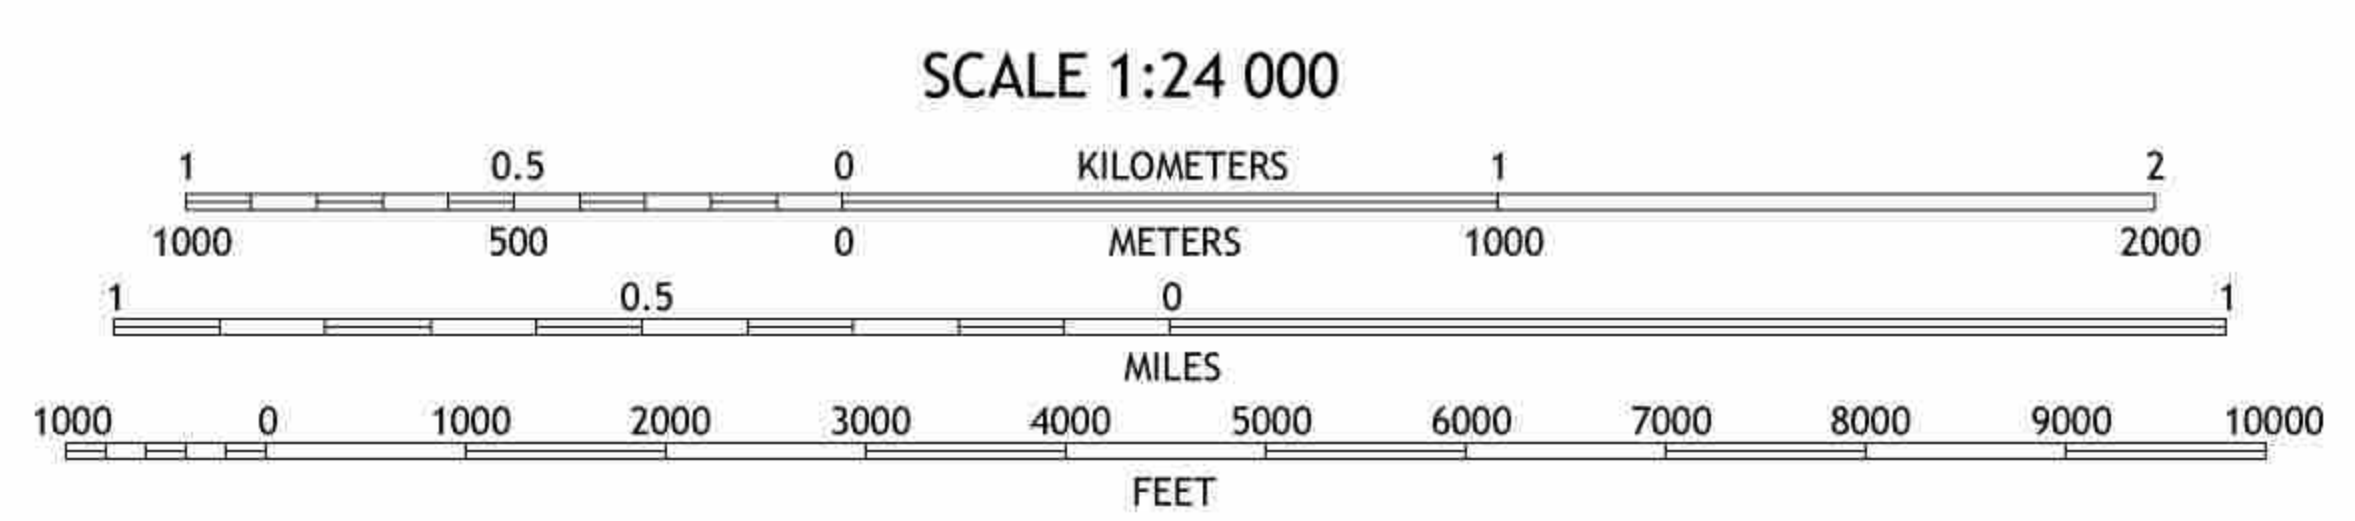 SCALE 1:24 000
1 0.5 0 KILOMETERS 1 2
1000 500 0 METERS 1000 2000
1 0.5 0 1
MILES
1000 0 1000 2000 3000 4000 5000 6000 7000 8000 9000 10000
FEET